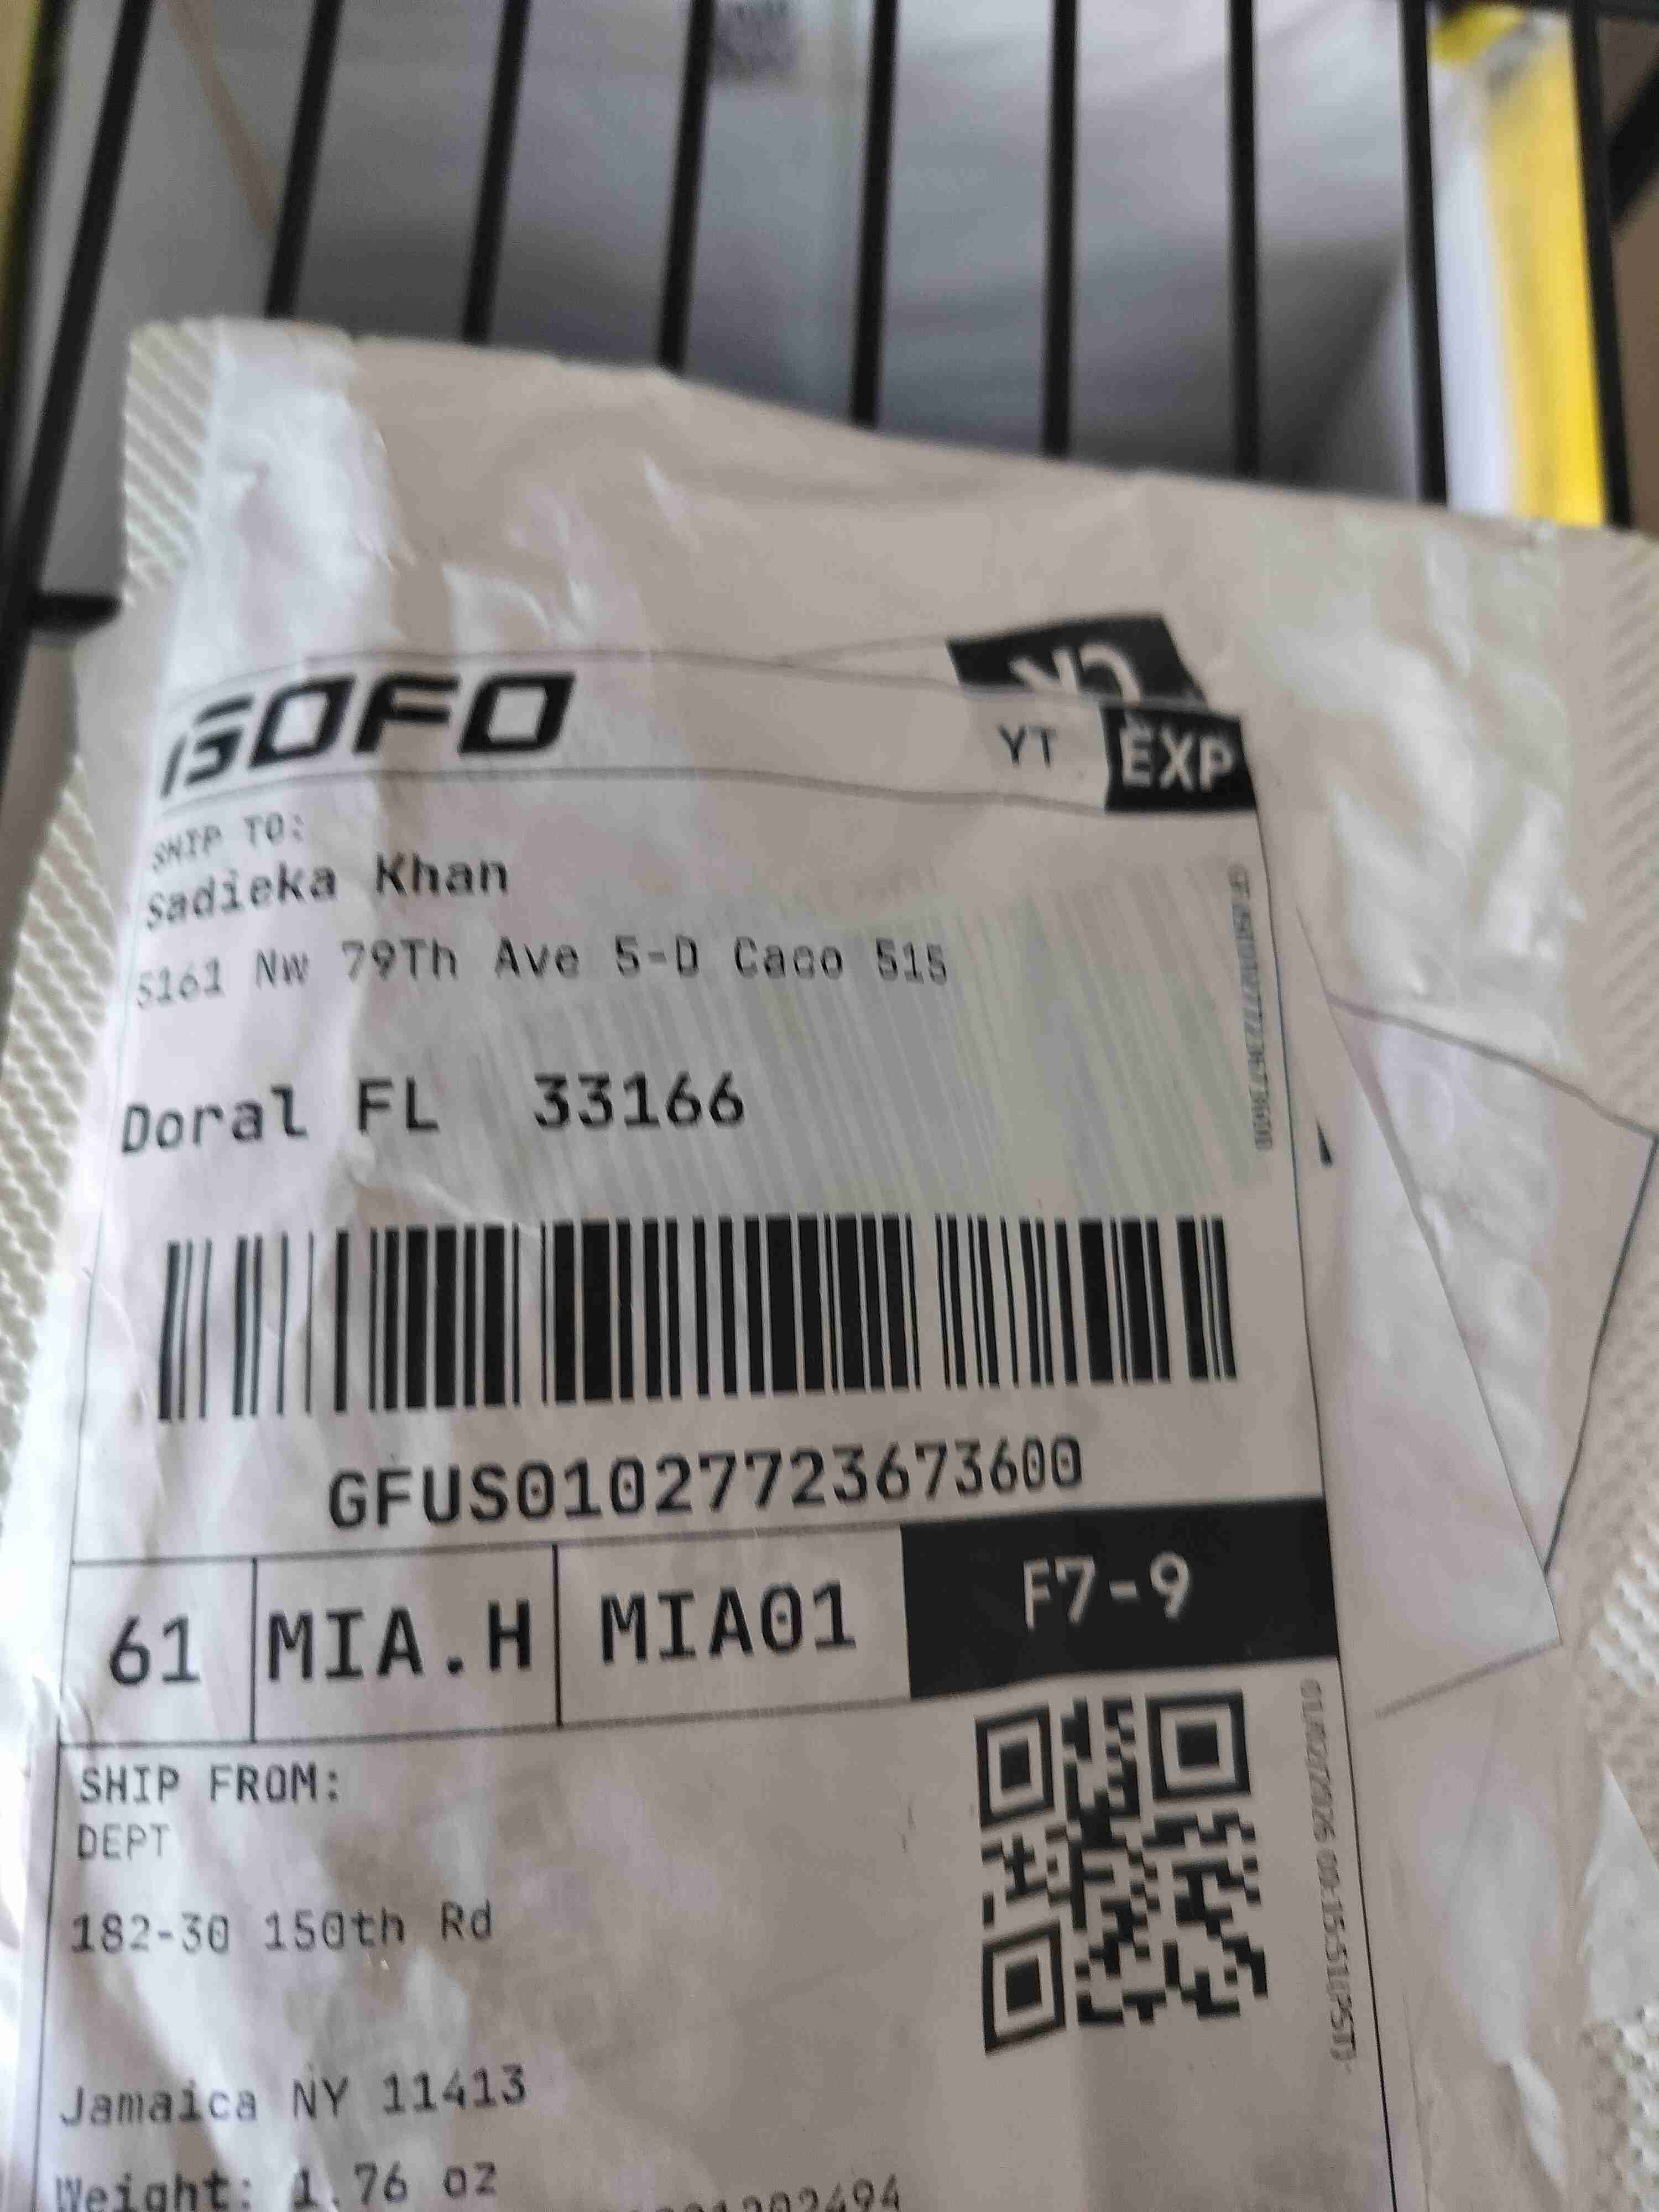 GOFO
YT EXP
SHIP TO:
Sadieka Khan
5161 Nw 79Th Ave 5-D Caco 515
Doral FL 33166
GFUS01027723673600
GFUS01027723673600
61 MIA.H MIA01 F7-9
SHIP FROM:
DEPT
182-30 150th Rd
Jamaica NY 11413
Weight: 1.76 oz